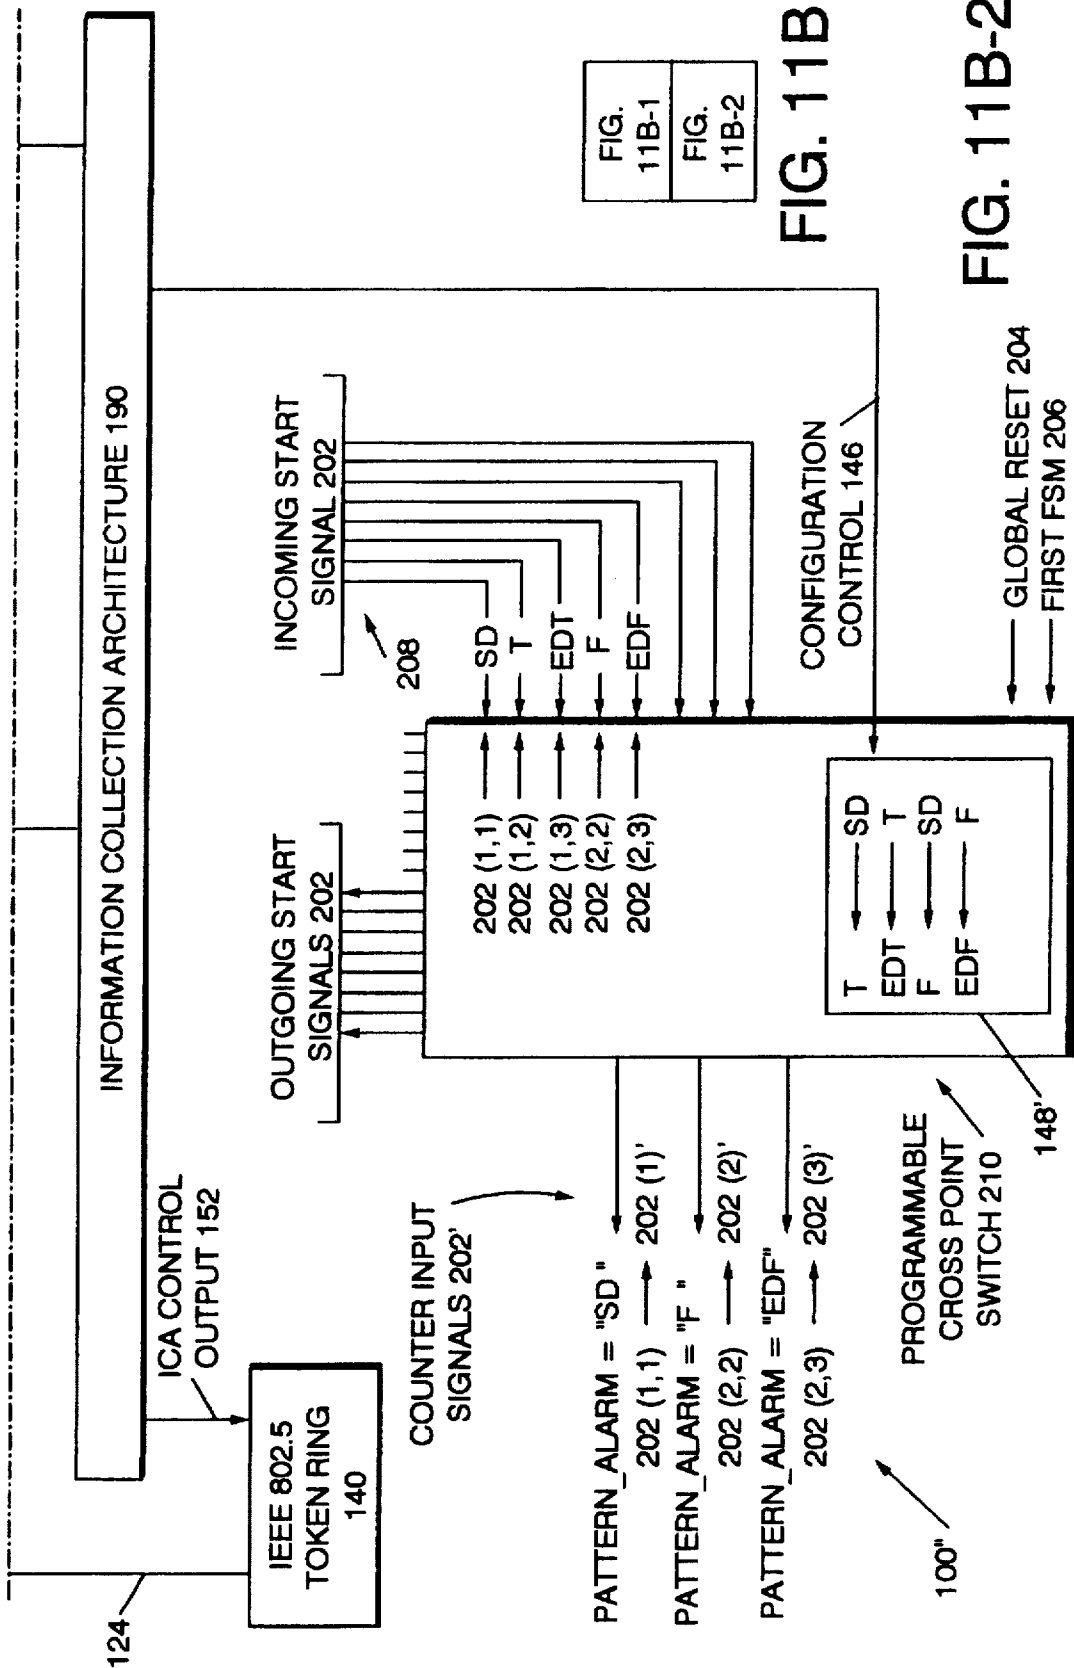 INFORMATION COLLECTION ARCHITECTURE 190
124
IEEE 802.5
TOKEN RING
140
ICA CONTROL
OUTPUT 152
COUNTER INPUT
SIGNALS 202'
OUTGOING START
SIGNALS 202
INCOMING START
SIGNAL 202
208
SD
T
EDT
F
EDF
202 (1,1)
202 (1,2)
202 (1,3)
202 (2,2)
202 (2,3)
PATTERN_ALARM = "SD "
202 (1,1) → 202 (1)'
PATTERN_ALARM = "F "
202 (2,2) → 202 (2)'
PATTERN_ALARM = "EDF"
202 (2,3) → 202 (3)'
T ← SD
EDT ← T
F ← SD
EDF ← F
CONFIGURATION
CONTROL 146
100"
PROGRAMMABLE
CROSS POINT
SWITCH 210
148'
GLOBAL RESET 204
FIRST FSM 206
FIG.
11B-1
FIG.
11B-2
FIG. 11B
FIG. 11B-2